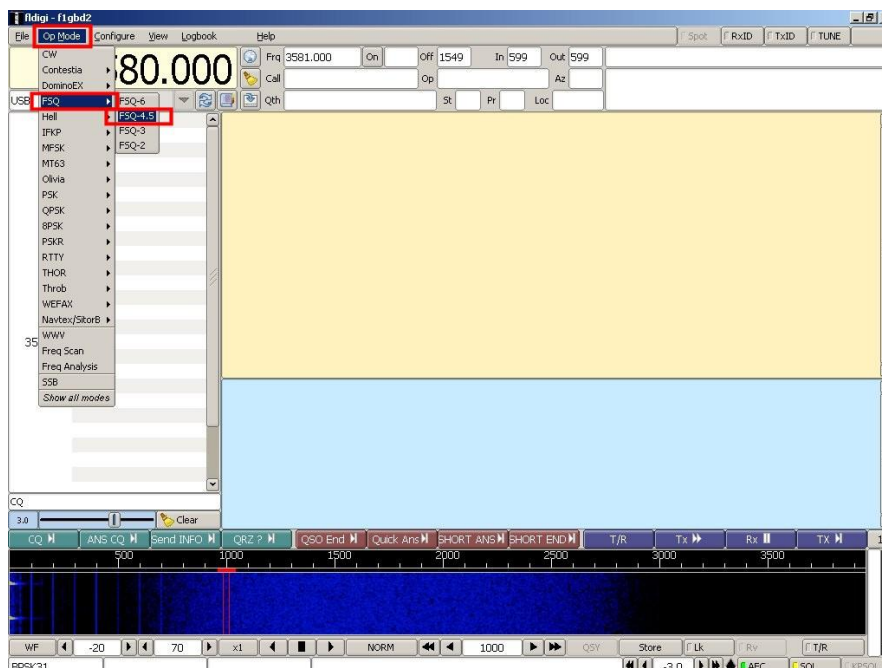 fldigi - f1gbd2
File Op Mode Configure View Logbook Help Spot RxID TxID TUNE
80.000 Frq 3581.000 On Off 1549 In 599 Out 599
Call Op Az
USB Qth St Pr Loc
CW
Contestia
DominoEX
FSQ
Hell
IFKP
MFSK
MT63
Olivia
PSK
QPSK
8PSK
PSKR
RTTY
THOR
Throb
WEFAX
Navtex/SitorB
WWV
Freq Scan
Freq Analysis
SSB
Show all modes
FSQ-6
FSQ-4.5
FSQ-3
FSQ-2
35
CQ
3.0 Clear
CQ ANS CQ Send INFO QRZ ? QSO End Quick Ans SHORT ANS SHORT END T/R Tx Rx TX 1
500 1000 1500 2000 2500 3000 3500
WF -20 70 x1 NORM 1000 QSY Store Lk Rv T/R
BPSK31 -3.0 AFC SQL KPSQL